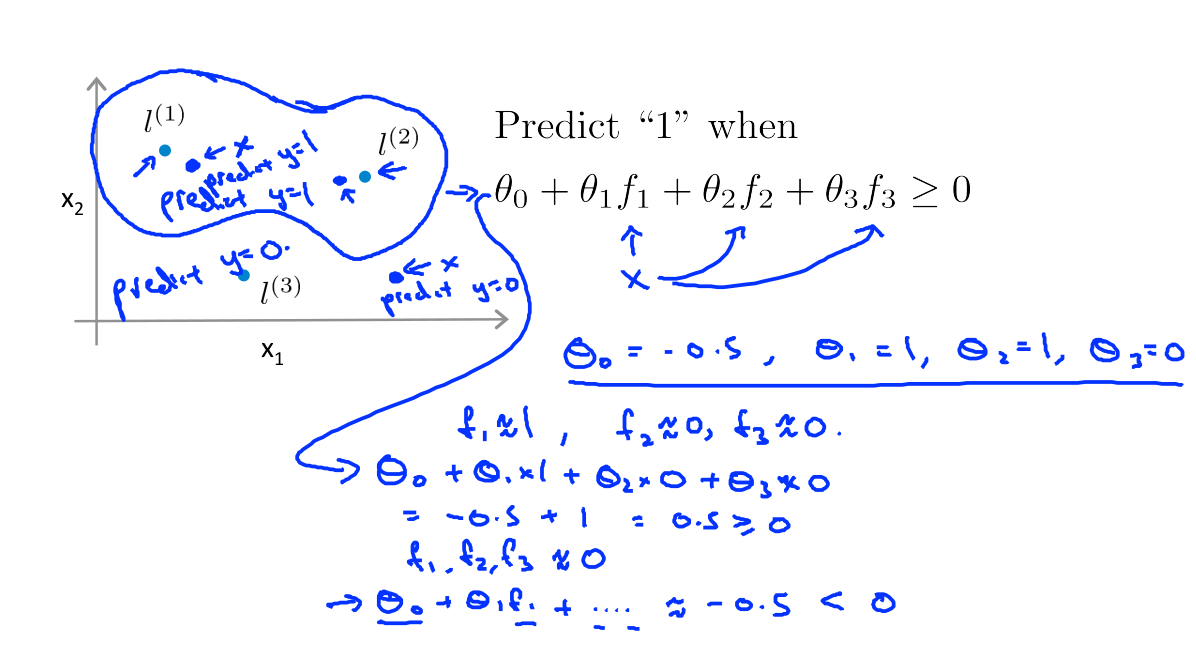 l⁽¹⁾
x
predict y=1
l⁽²⁾
predict y=1
x₂
predict y=0.
l⁽³⁾
x
predict y=0
x₁
Predict “1” when
θ₀ + θ₁f₁ + θ₂f₂ + θ₃f₃ ≥ 0
x
θ₀ = -0.5, θ₁ = 1, θ₂ = 1, θ₃ = 0
f₁ ≈ 1, f₂ ≈ 0, f₃ ≈ 0.
θ₀ + θ₁ × 1 + θ₂ × 0 + θ₃ × 0
= -0.5 + 1 = 0.5 ≥ 0
f₁, f₂, f₃ ≈ 0
→ θ₀ + θ₁f₁ + .... ≈ -0.5 < 0